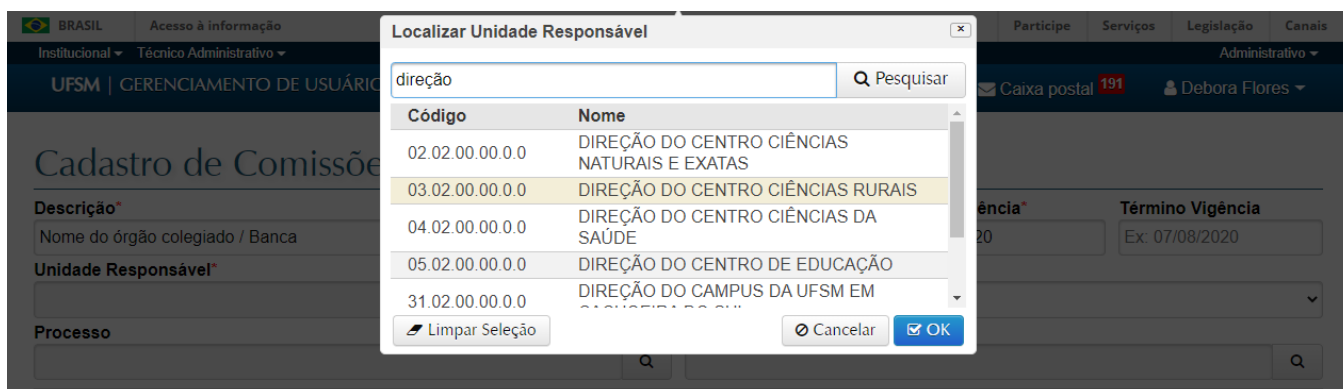 BRASIL Acesso à informação Participe Serviços Legislação Canais
Institucional Técnico Administrativo Administrativo
UFSM | GERENCIAMENTO DE USUÁRIO Caixa postal 191 Debora Flores
Localizar Unidade Responsável
direção Pesquisar
Código Nome
02.02.00.00.0.0 DIREÇÃO DO CENTRO CIÊNCIAS
NATURAIS E EXATAS
03.02.00.00.0.0 DIREÇÃO DO CENTRO CIÊNCIAS RURAIS
04.02.00.00.0.0 DIREÇÃO DO CENTRO CIÊNCIAS DA
SAÚDE
05.02.00.00.0.0 DIREÇÃO DO CENTRO DE EDUCAÇÃO
31.02.00.00.0.0 DIREÇÃO DO CAMPUS DA UFSM EM
Limpar Seleção Cancelar OK
Cadastro de Comissõe
Descrição* ência* Término Vigência
Nome do órgão colegiado / Banca 20 Ex: 07/08/2020
Unidade Responsável*
Processo